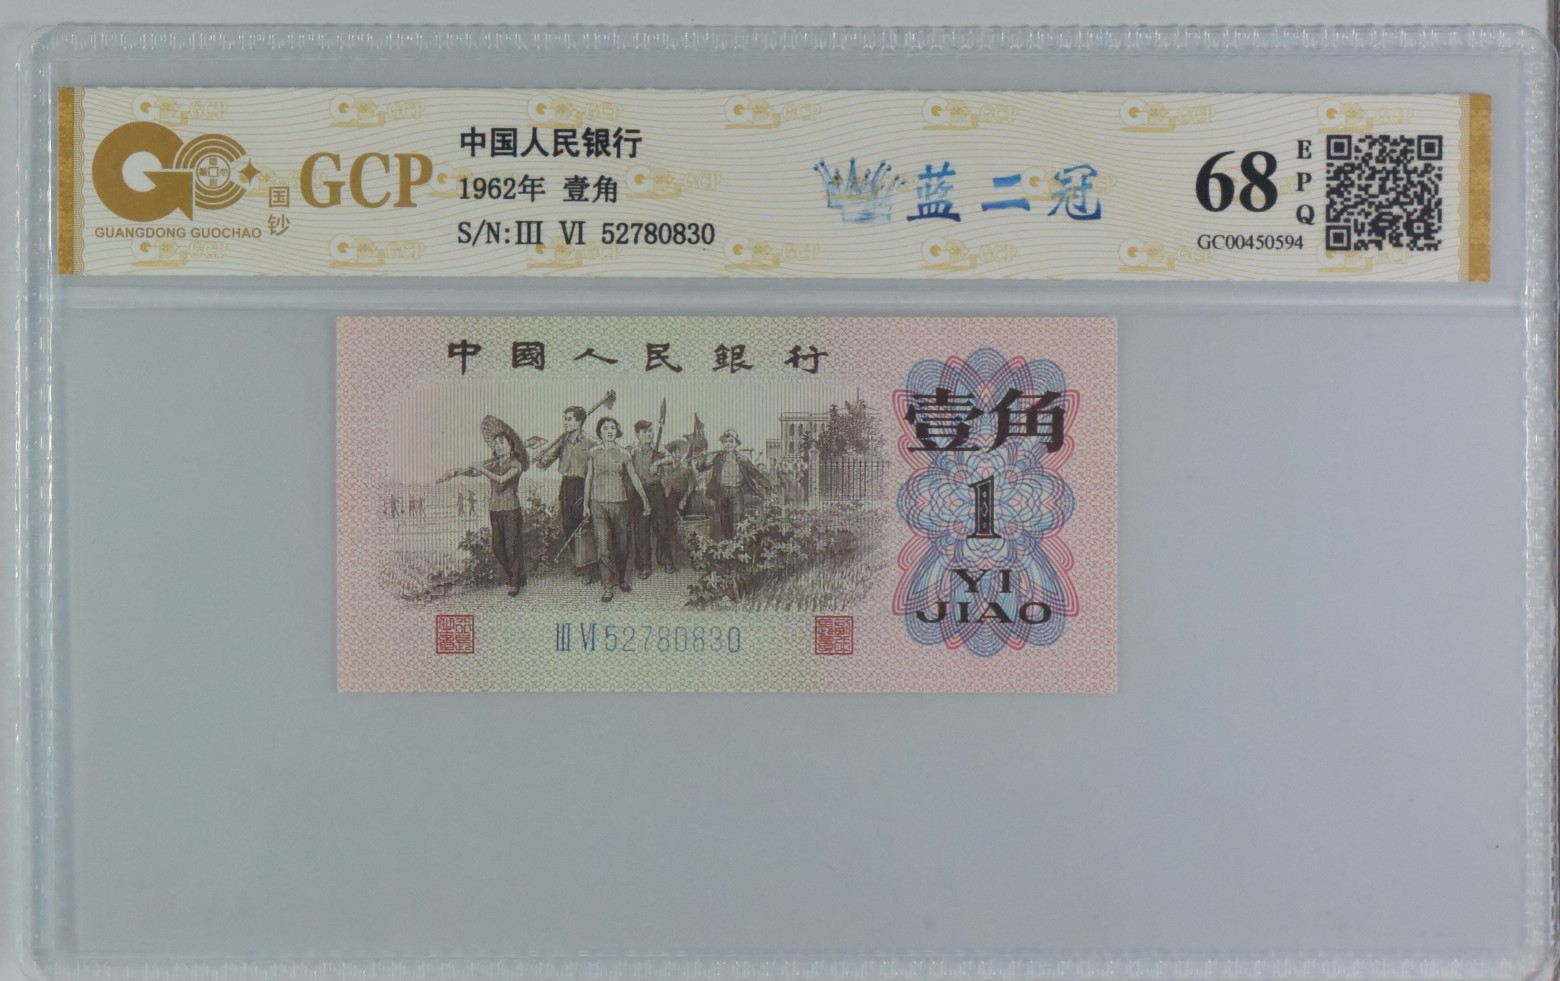 GUANGDONG GUOCHAO
国钞
GCP
中国人民银行
1962年 壹角
S/N:III VI 52780830
蓝二冠
68
EPQ
GC00450594
中國人民銀行
壹角
1
YI
JIAO
III VI 52780830